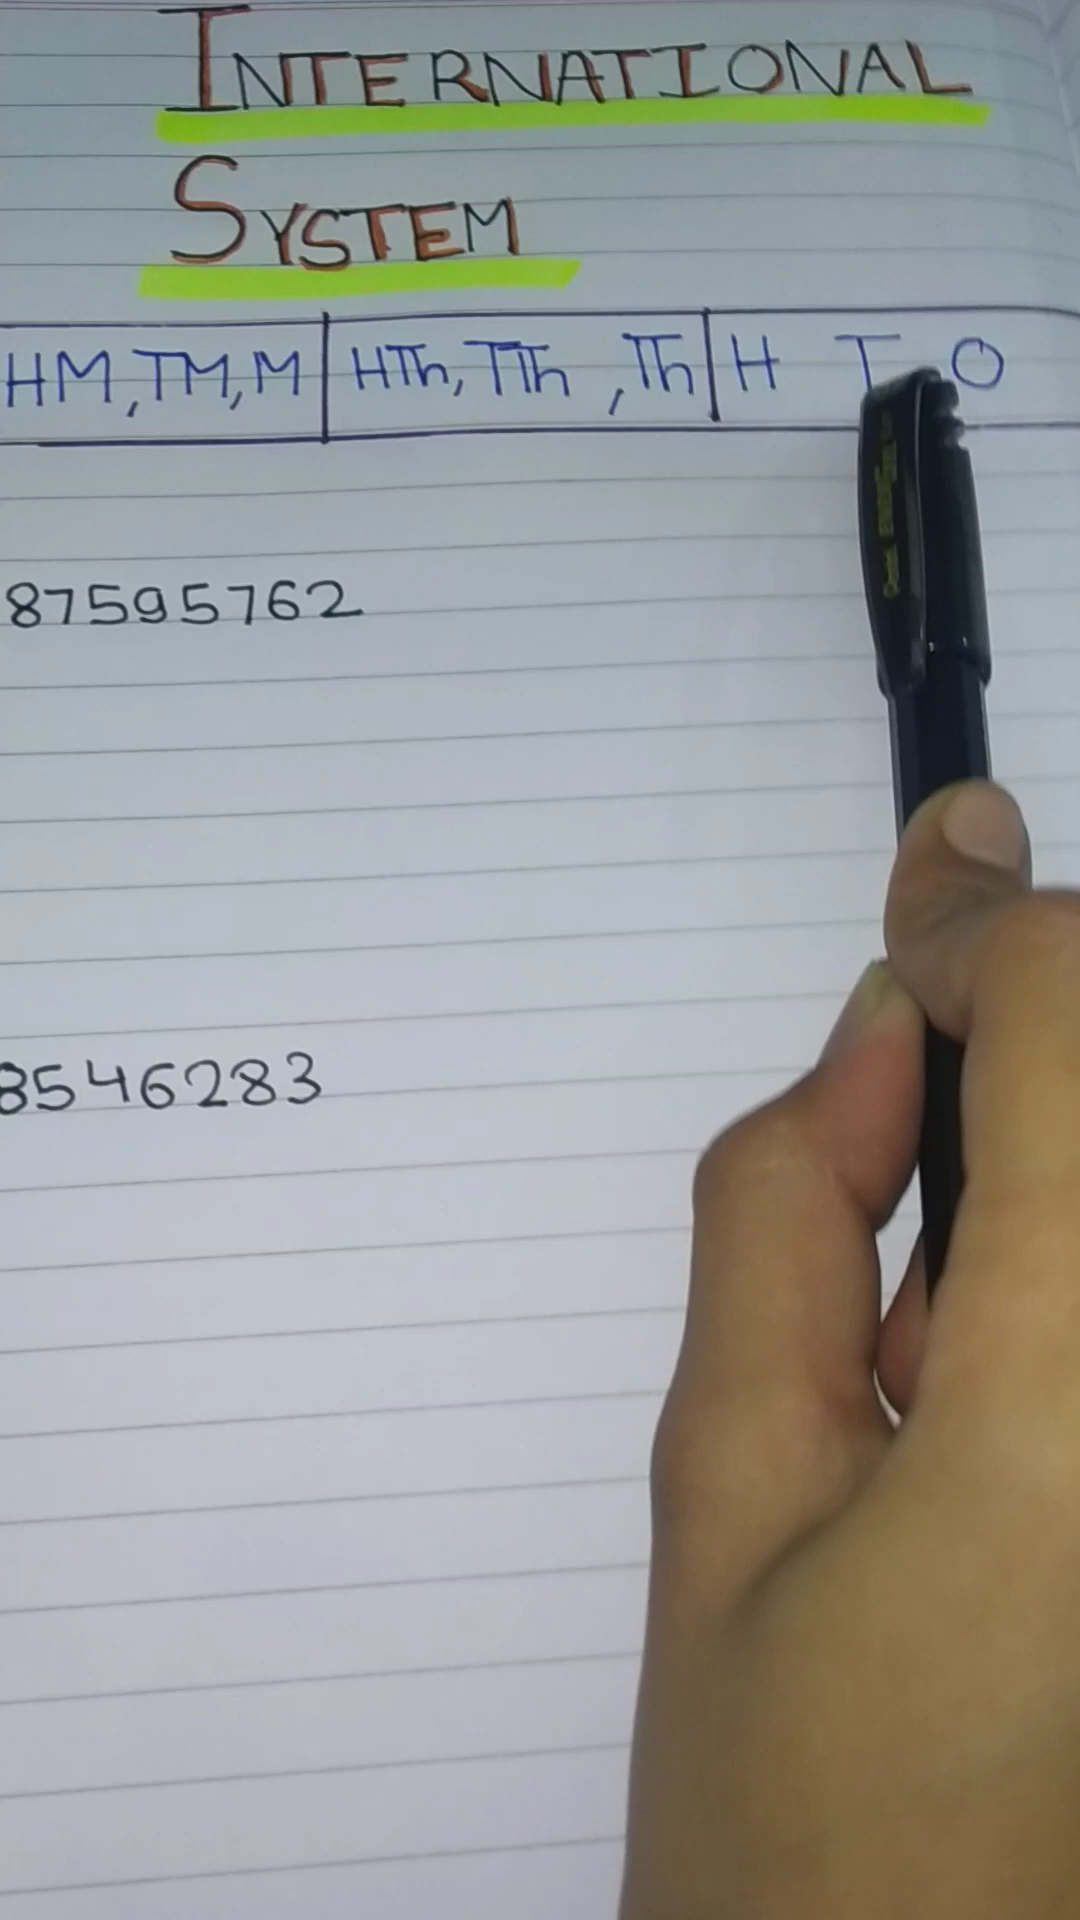 INTERNATIONAL
SYSTEM
HM, TM, M | HTh, TTh, Th | H T O
87595762
8546283